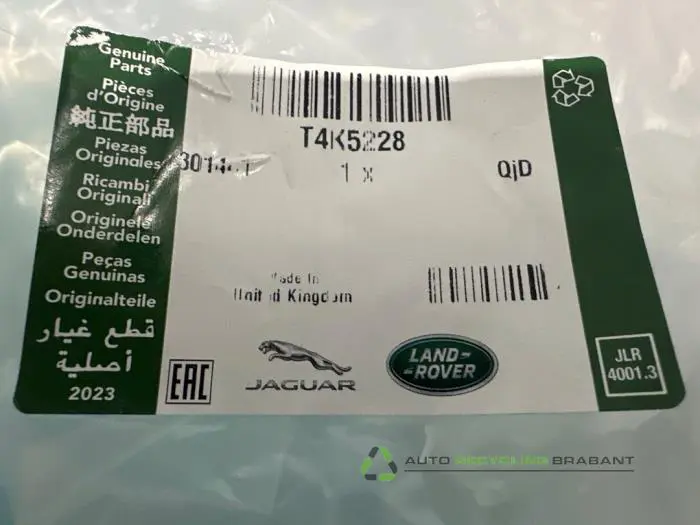 Genuine
Parts
Pièces
d'Origine
純正部品
Piezas
Originales
Ricambi
Originali
Originele
Onderdelen
Peças
Genuinas
Originalteile
قطع غيار
أصلية
2023
T4K5228
1 x
QjD
Made In
United Kingdom
EAC
JAGUAR
LAND-
-ROVER
JLR
4001.3
AUTO RECYCLING BRABANT